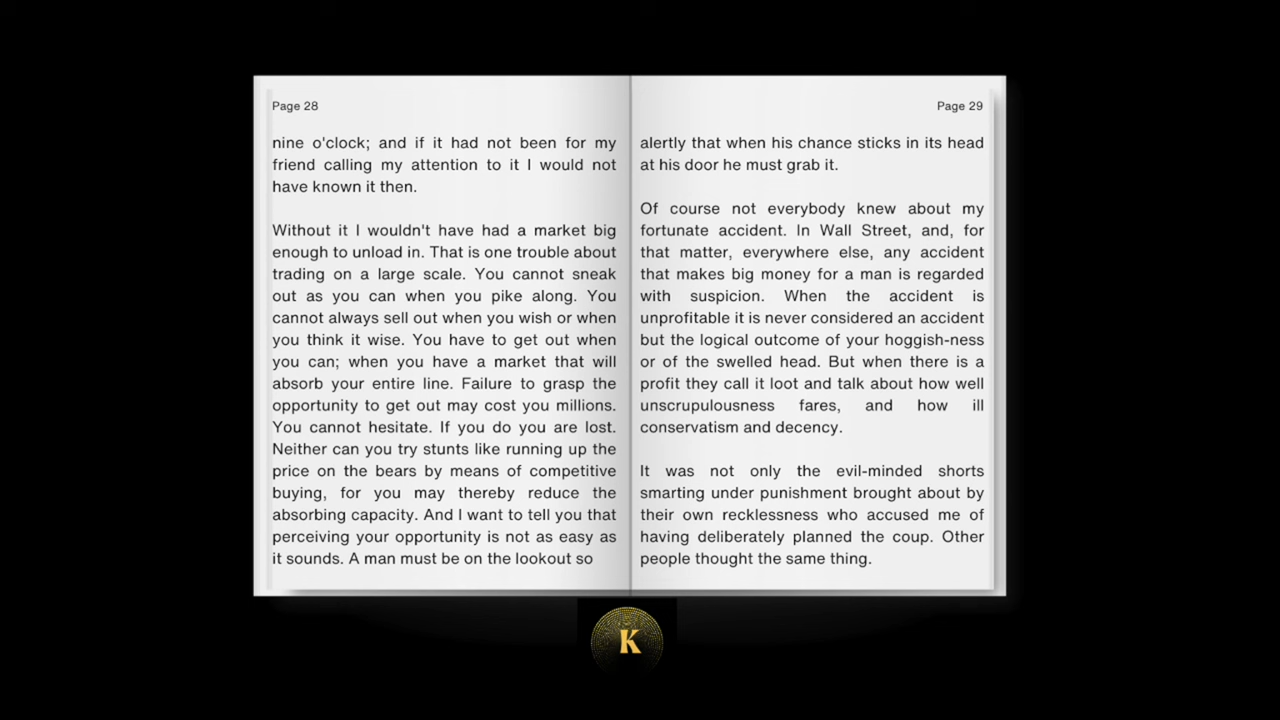 Page 28
nine o'clock; and if it had not been for my
friend calling my attention to it I would not
have known it then.
Without it I wouldn't have had a market big
enough to unload in. That is one trouble about
trading on a large scale. You cannot sneak
out as you can when you pike along. You
cannot always sell out when you wish or when
you think it wise. You have to get out when
you can; when you have a market that will
absorb your entire line. Failure to grasp the
opportunity to get out may cost you millions.
You cannot hesitate. If you do you are lost.
Neither can you try stunts like running up the
price on the bears by means of competitive
buying, for you may thereby reduce the
absorbing capacity. And I want to tell you that
perceiving your opportunity is not as easy as
it sounds. A man must be on the lookout so
Page 29
alertly that when his chance sticks in its head
at his door he must grab it.
Of course not everybody knew about my
fortunate accident. In Wall Street, and, for
that matter, everywhere else, any accident
that makes big money for a man is regarded
with suspicion. When the accident is
unprofitable it is never considered an accident
but the logical outcome of your hoggish-ness
or of the swelled head. But when there is a
profit they call it loot and talk about how well
unscrupulousness fares, and how ill
conservatism and decency.
It was not only the evil-minded shorts
smarting under punishment brought about by
their own recklessness who accused me of
having deliberately planned the coup. Other
people thought the same thing.
K